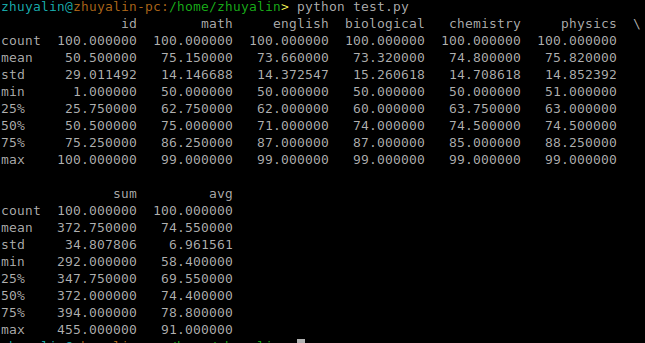 zhuyalin@zhuyalin-pc:/home/zhuyalin> python test.py
id math english biological chemistry physics \
count 100.000000 100.000000 100.000000 100.000000 100.000000 100.000000
mean 50.500000 75.150000 73.660000 73.320000 74.800000 75.820000
std 29.011492 14.146688 14.372547 15.260618 14.708618 14.852392
min 1.000000 50.000000 50.000000 50.000000 50.000000 51.000000
25% 25.750000 62.750000 62.000000 60.000000 63.750000 63.000000
50% 50.500000 75.000000 71.000000 74.000000 74.500000 74.500000
75% 75.250000 86.250000 87.000000 87.000000 85.000000 88.250000
max 100.000000 99.000000 99.000000 99.000000 99.000000 99.000000
sum avg
count 100.000000 100.000000
mean 372.750000 74.550000
std 34.807806 6.961561
min 292.000000 58.400000
25% 347.750000 69.550000
50% 372.000000 74.400000
75% 394.000000 78.800000
max 455.000000 91.000000